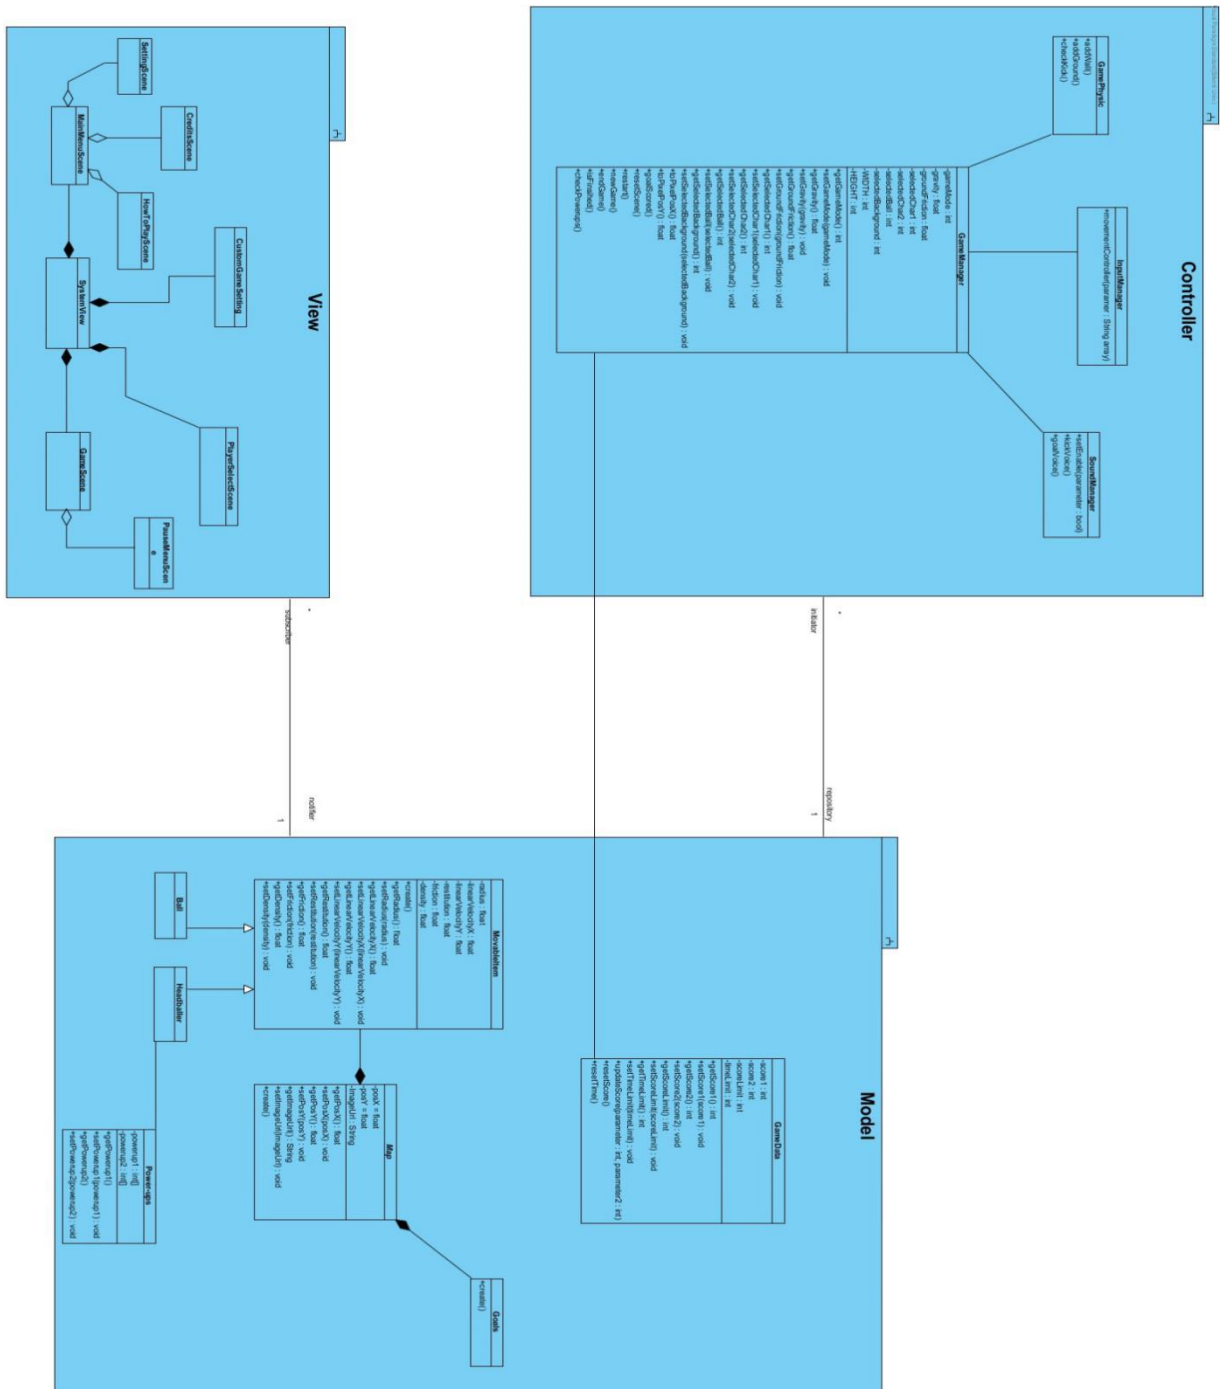 Controller
GamePhysic
+addWall()
+addGround()
+checkKick()
InputManager
+movementController(paramer : String array)
SoundManager
+setEnable(parameter : bool)
+kickVoice()
+goalVoice()
GameManager
-gameMode : int
-gravity : float
-groundFriction : float
-selectedChar1 : int
-selectedChar2 : int
-selectedBall : int
-selectedBackground : int
-WIDTH : int
-HEIGHT : int
+getGameMode() : int
+setGameMode(gameMode) : void
+getGravity() : float
+setGravity(gravity) : void
+getGroundFriction() : float
+setGroundFriction(groundFriction) : void
+getSelectedChar1() : int
+setSelectedChar1(selectedChar1) : void
+getSelectedChar2() : int
+setSelectedChar2(selectedChar2) : void
+getSelectedBall() : int
+setSelectedBall(selectedBall) : void
+getSelectedBackground() : int
+setSelectedBackground(selectedBackground) : void
+toPixelPosX() : float
+toPixelPosY() : float
+goalScored()
+resetScene()
+restart()
+newGame()
+endGame()
+isFinished()
+checkPowerups()
*
initiator
repository
1
View
SettingScene
CreditsScene
HowToPlayScene
MainMenuScene
CustomGameSetting
SystemView
PlayerSelectScene
GameScene
PauseMenuScen
e
*
subscriber
notifier
1
Model
GameData
-score1 : int
-score2 : int
-scoreLimit : int
-timeLimit : int
+getScore1() : int
+setScore1(score1) : void
+getScore2() : int
+setScore2(score2) : void
+getScoreLimit() : int
+setScoreLimit(scoreLimit) : void
+getTimeLimit() : int
+setTimeLimit(timeLimit) : void
+updateScore(parameter : int, parameter2 : int)
+resetScore()
+resetTime()
MovableItem
-radius : float
-linearVelocityX : float
-linearVelocityY : float
-restitution : float
-friction : float
-density : float
+create()
+getRadius() : float
+setRadius(radius) : void
+getLinearVelocityX() : float
+setLinearVelocityX(linearVelocityX) : void
+getLinearVelocityY() : float
+setLinearVelocityY(linearVelocityY) : void
+getRestitution() : float
+setRestitution(restitution) : void
+getFriction() : float
+setFriction(friction) : void
+getDensity() : float
+setDensity(density) : void
Map
-posX = float
-posY = float
-ImageUrl : String
+getPosX() : float
+setPosX(posX) : void
+getPosY() : float
+setPosY(posY) : void
+getImageUrl() : String
+setImageUrl(ImageUrl) : void
+create()
Goals
+create()
Ball
Headballer
Power-ups
-powerup1 : int[]
-powerup2 : int[]
+getPowerup1()
+setPowerup1(powerup1) : void
+getPowerup2()
+setPowerup2(powerup2) : void